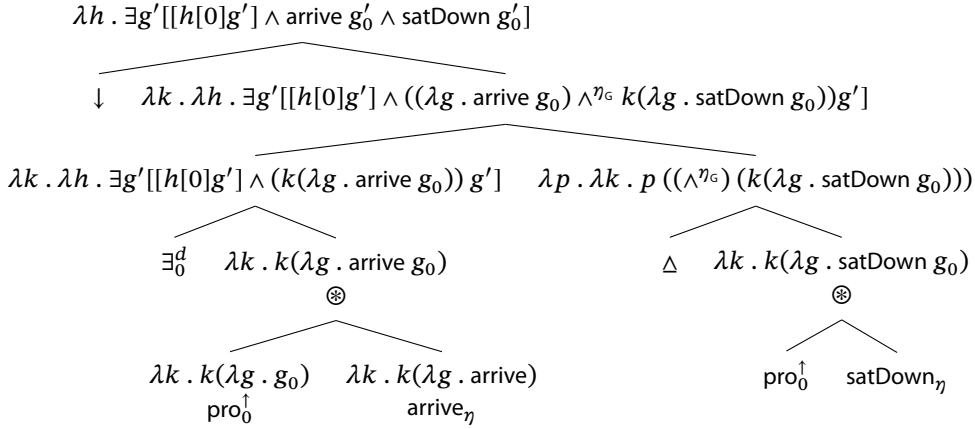 λh . ∃g′[[h[0]g′] ∧ arrive g′₀ ∧ satDown g′₀]
↓ λk . λh . ∃g′[[h[0]g′] ∧ ((λg . arrive g₀) ∧^ηG k(λg . satDown g₀))g′]
λk . λh . ∃g′[[h[0]g′] ∧ (k(λg . arrive g₀)) g′] λp . λk . p ((∧^ηG) (k(λg . satDown g₀)))
∃₀ᵈ λk . k(λg . arrive g₀) △ λk . k(λg . satDown g₀)
⊛ ⊛
λk . k(λg . g₀) λk . k(λg . arrive) pro₀^↑ satDown_η
pro₀^↑ arrive_η